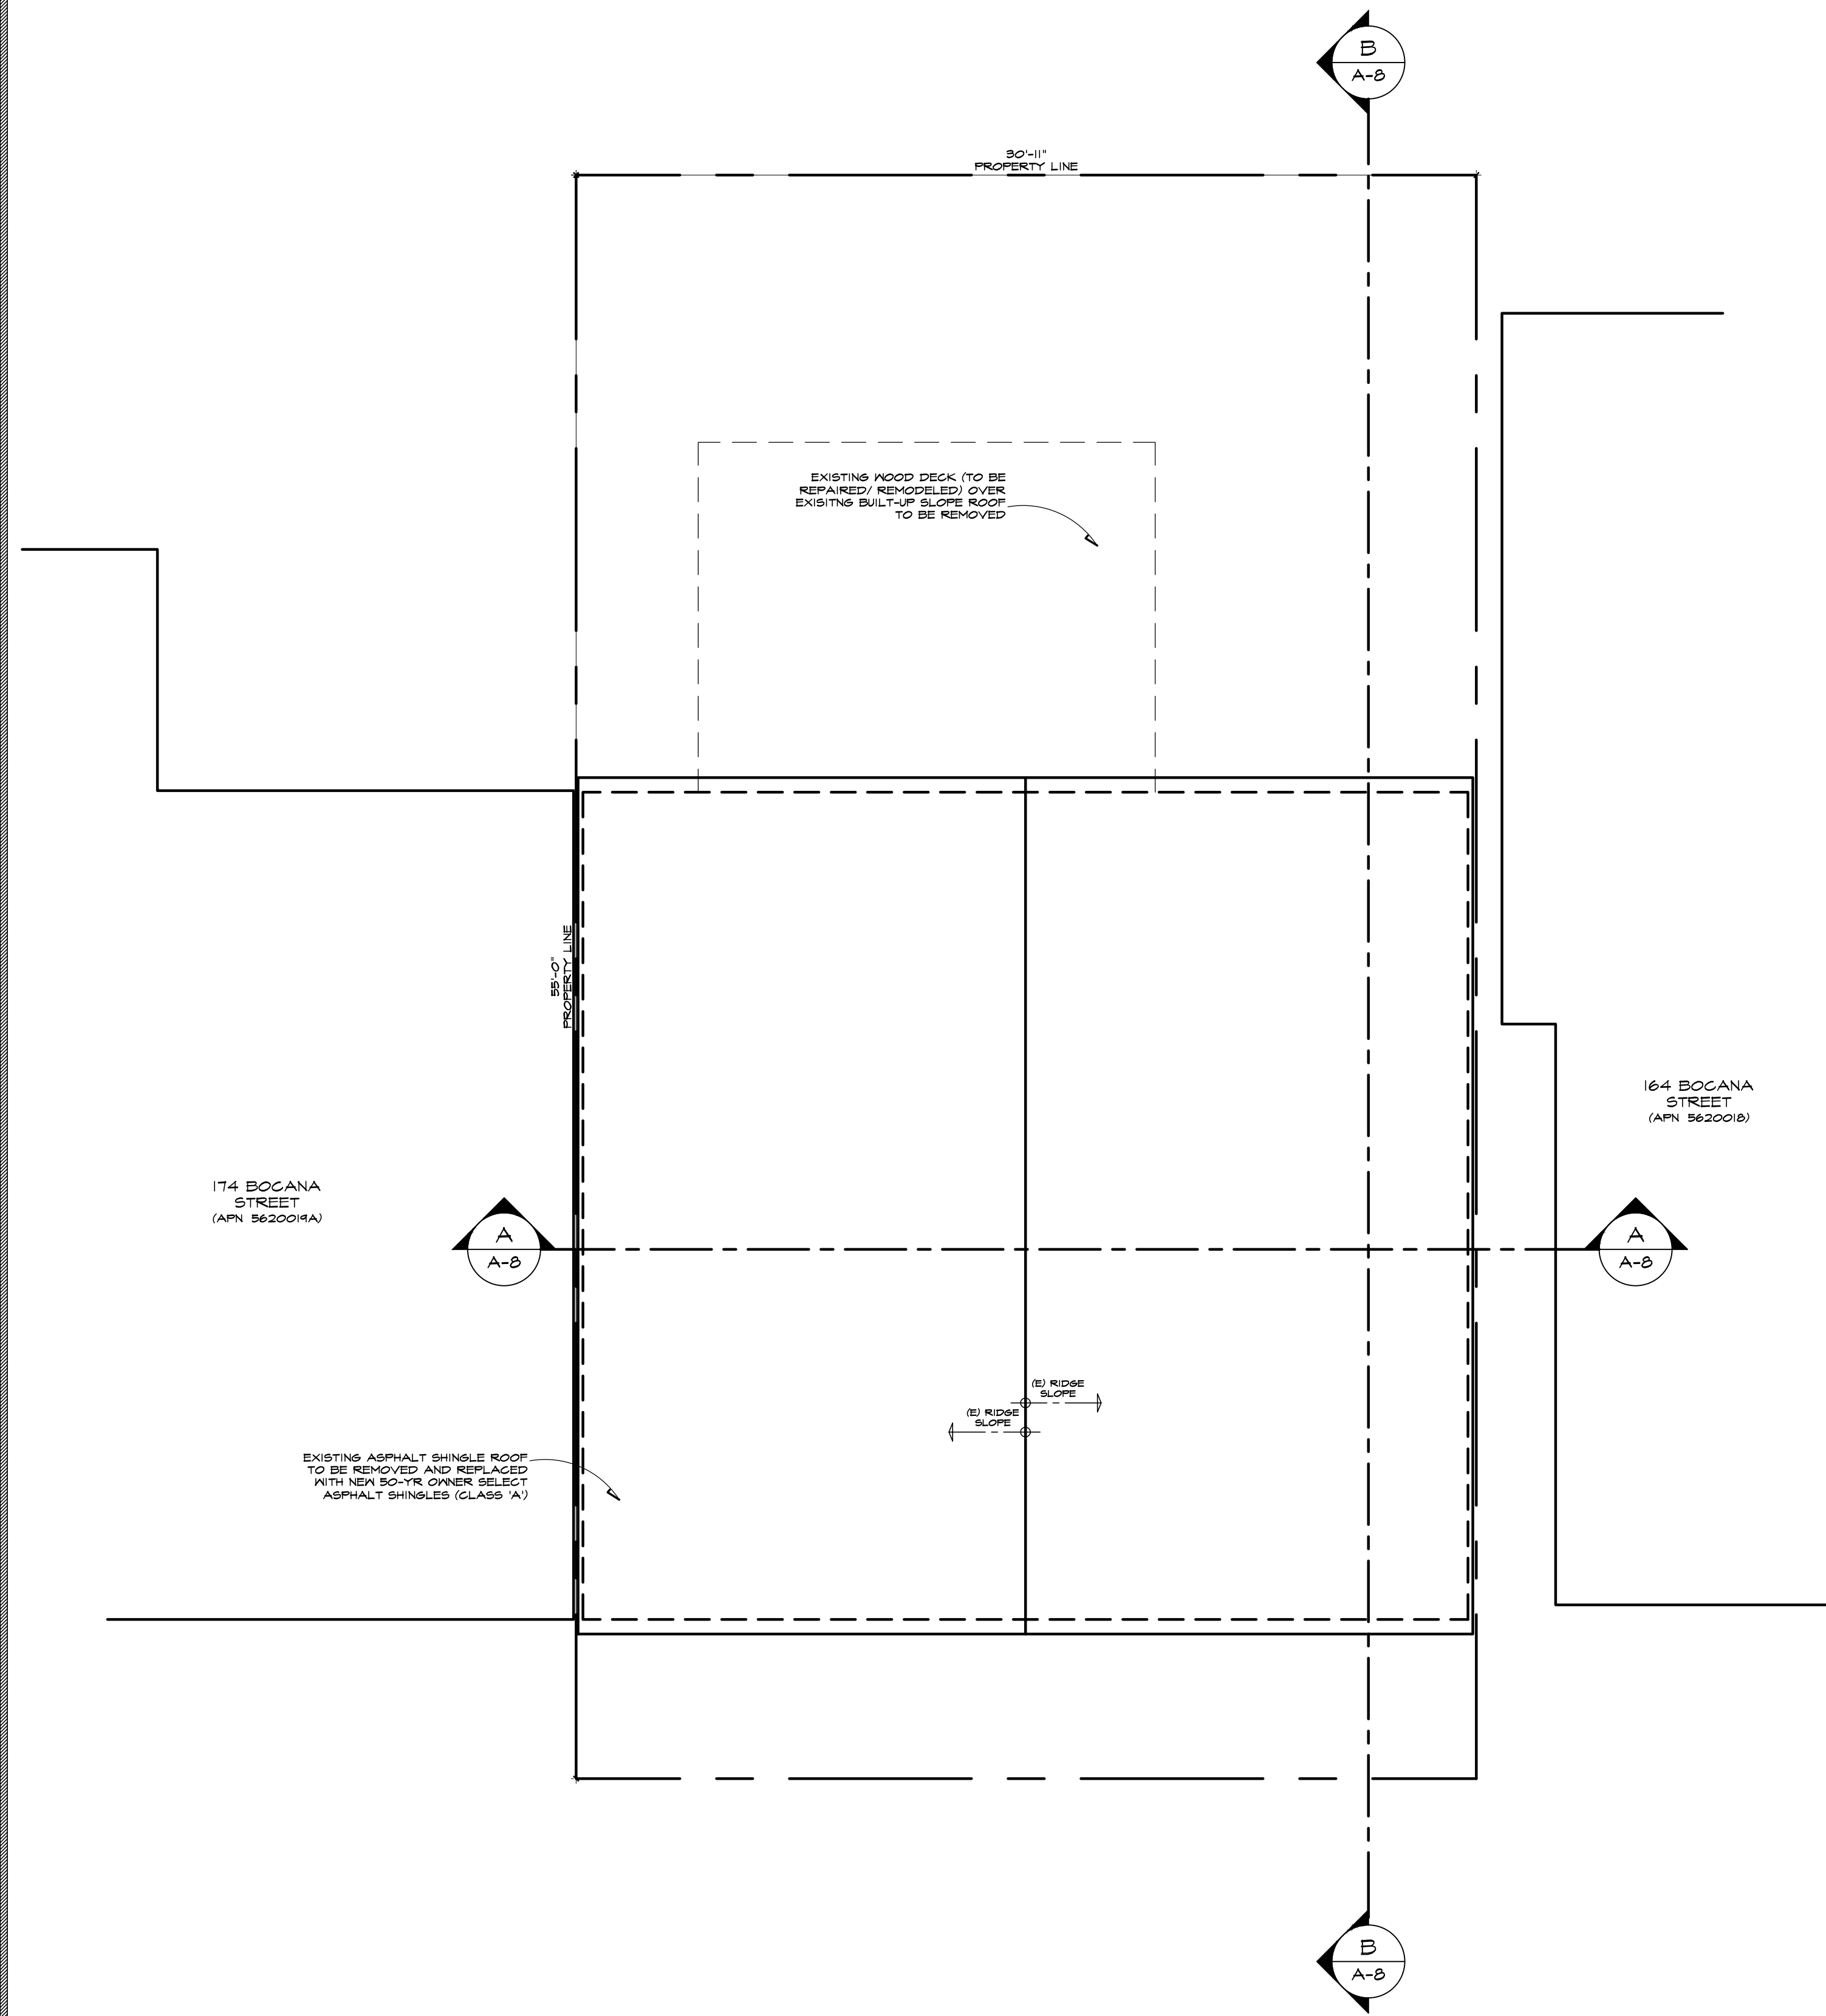 B
A-8
30'-11"
PROPERTY LINE
EXISTING WOOD DECK (TO BE
REPAIRED/ REMODELED) OVER
EXISITNG BUILT-UP SLOPE ROOF
TO BE REMOVED
55'-0"
PROPERTY LINE
164 BOCANA
STREET
(APN 5620018)
174 BOCANA
STREET
(APN 5620019A)
A
A-8
A
A-8
(E) RIDGE
SLOPE
(E) RIDGE
SLOPE
EXISTING ASPHALT SHINGLE ROOF
TO BE REMOVED AND REPLACED
WITH NEW 50-YR OWNER SELECT
ASPHALT SHINGLES (CLASS 'A')
B
A-8